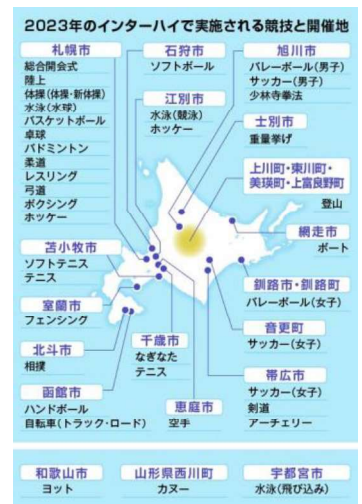 2023年のインターハイで実施される競技と開催地
札幌市
総合開会式
陸上
体操(体操・新体操)
水泳(水球)
バスケットボール
卓球
バドミントン
柔道
レスリング
弓道
ボクシング
ホッケー
石狩市
ソフトボール
江別市
水泳(競泳)
ホッケー
旭川市
バレーボール(男子)
サッカー(男子)
少林寺拳法
士別市
重量挙げ
上川町・東川町・
美瑛町・上富良野町
登山
網走市
ボート
釧路市・釧路町
バレーボール(女子)
音更町
サッカー(女子)
帯広市
サッカー(女子)
剣道
アーチェリー
苫小牧市
ソフトテニス
テニス
室蘭市
フェンシング
北斗市
相撲
函館市
ハンドボール
自転車(トラック・ロード)
千歳市
なぎなた
テニス
恵庭市
空手
和歌山市
ヨット
山形県西川町
カヌー
宇都宮市
水泳(飛び込み)